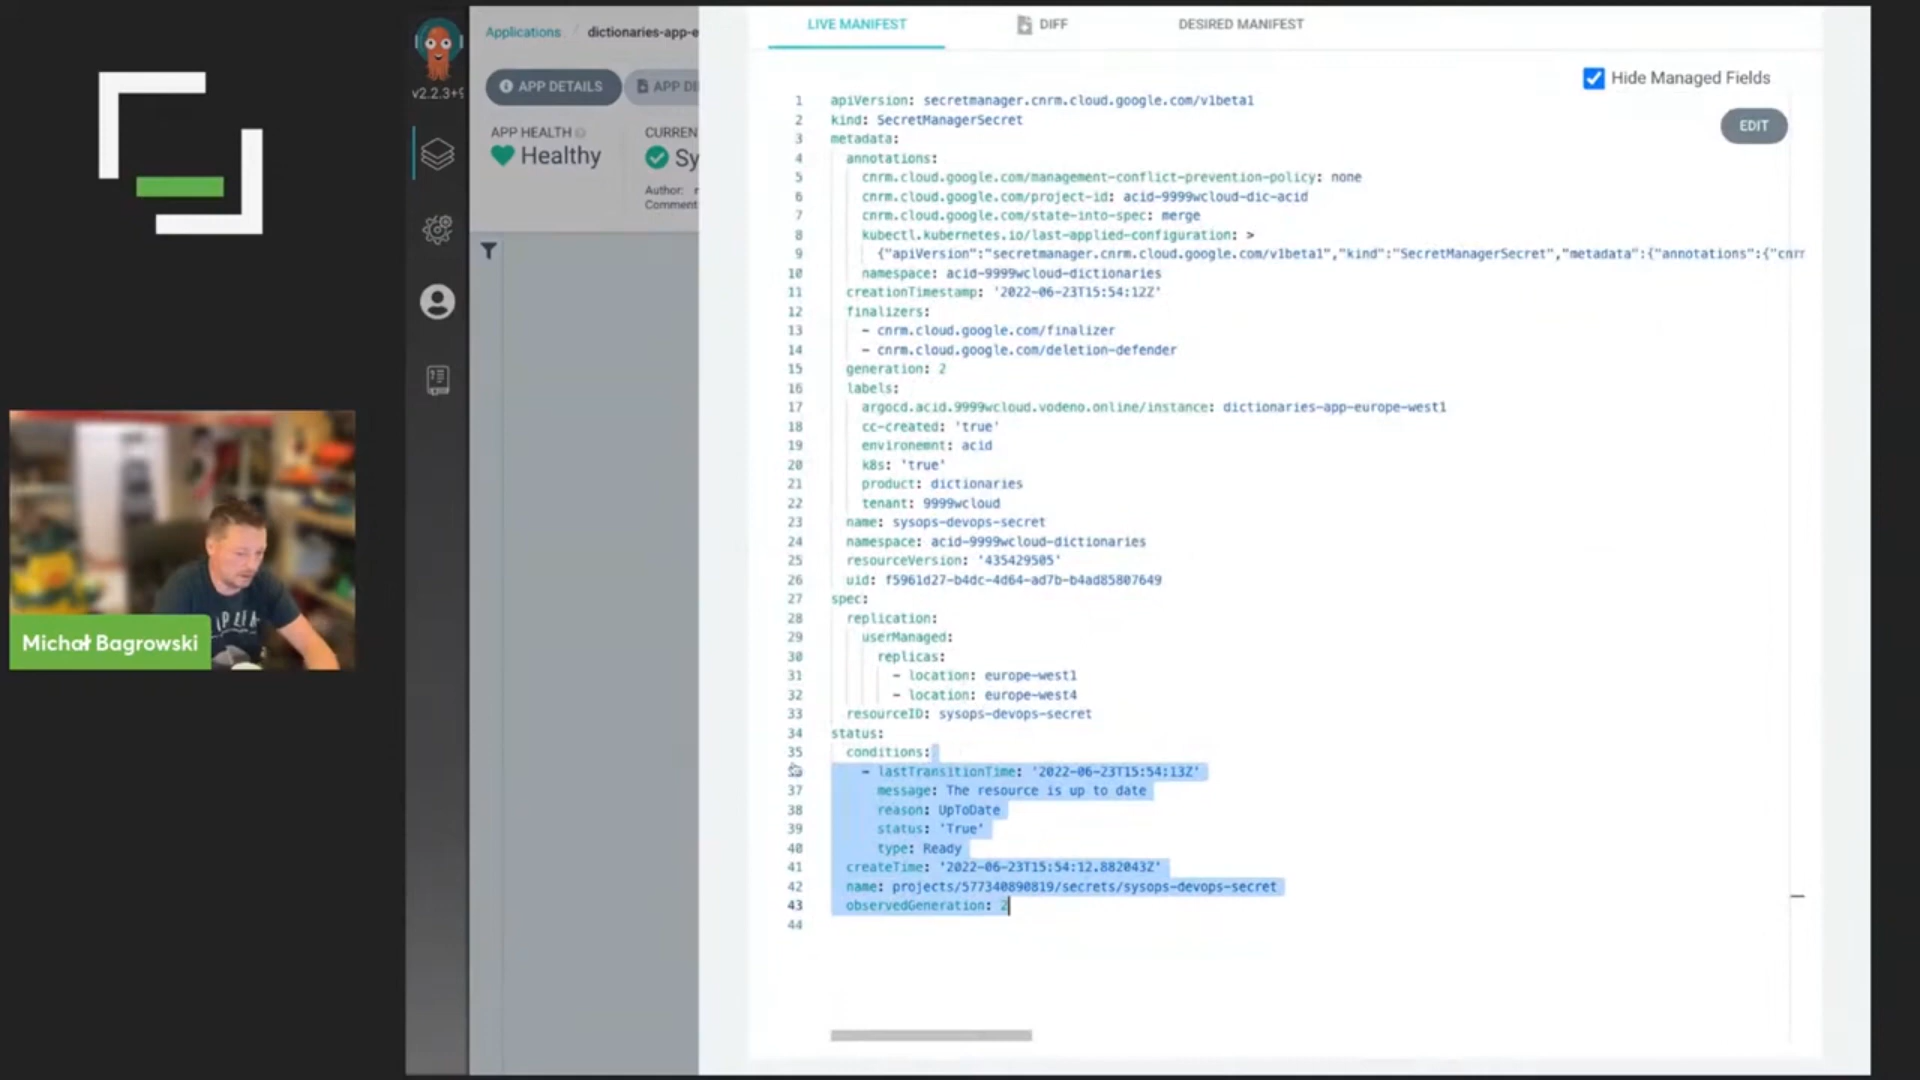 Applications / dictionaries-app-e
v2.2.3+9
APP DETAILS
APP DI
APP HEALTH
Healthy
CURREN
Sy
Author:
Comment
LIVE MANIFEST
DIFF
DESIRED MANIFEST
Hide Managed Fields
EDIT
1 apiVersion: secretmanager.cnrm.cloud.google.com/v1beta1
2 kind: SecretManagerSecret
3 metadata:
4 annotations:
5 cnrm.cloud.google.com/management-conflict-prevention-policy: none
6 cnrm.cloud.google.com/project-id: acid-9999wcloud-dic-acid
7 cnrm.cloud.google.com/state-into-spec: merge
8 kubectl.kubernetes.io/last-applied-configuration: >
9 {"apiVersion":"secretmanager.cnrm.cloud.google.com/v1beta1","kind":"SecretManagerSecret","metadata":{"annotations":{"cnrr
10 namespace: acid-9999wcloud-dictionaries
11 creationTimestamp: '2022-06-23T15:54:12Z'
12 finalizers:
13 - cnrm.cloud.google.com/finalizer
14 - cnrm.cloud.google.com/deletion-defender
15 generation: 2
16 labels:
17 argocd.acid.9999wcloud.vodeno.online/instance: dictionaries-app-europe-west1
18 cc-created: 'true'
19 environemnt: acid
20 k8s: 'true'
21 product: dictionaries
22 tenant: 9999wcloud
23 name: sysops-devops-secret
24 namespace: acid-9999wcloud-dictionaries
25 resourceVersion: '435429505'
26 uid: f5961d27-b4dc-4d64-ad7b-b4ad85807649
27 spec:
28 replication:
29 userManaged:
30 replicas:
31 - location: europe-west1
32 - location: europe-west4
33 resourceID: sysops-devops-secret
34 status:
35 conditions:
- lastTransitionTime: '2022-06-23T15:54:13Z'
37 message: The resource is up to date
38 reason: UpToDate
39 status: 'True'
40 type: Ready
41 createTime: '2022-06-23T15:54:12.882043Z'
42 name: projects/577340890819/secrets/sysops-devops-secret
43 observedGeneration: 2
44
Michał Bagrowski